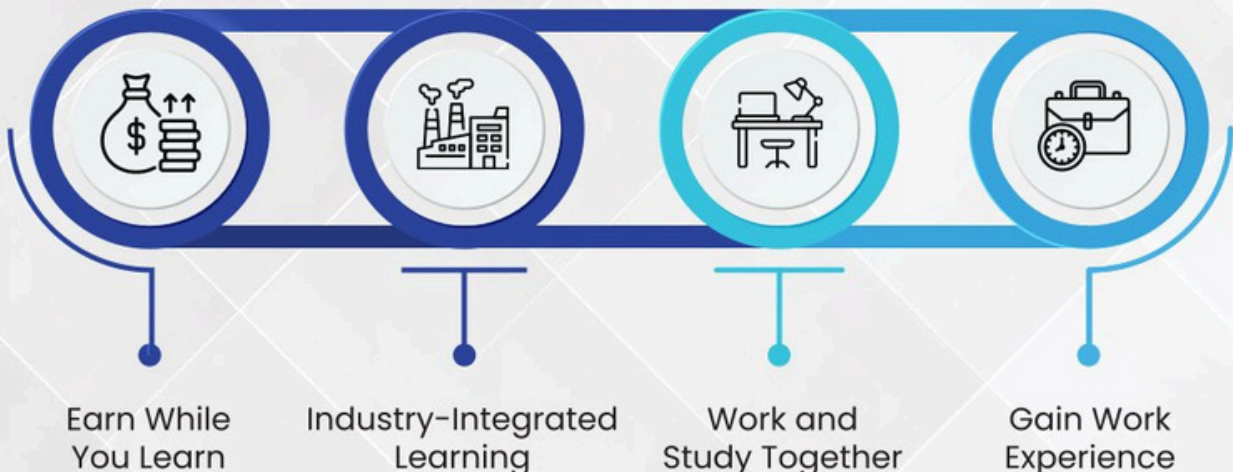 $
Earn While
You Learn
Industry-Integrated
Learning
Work and
Study Together
Gain Work
Experience